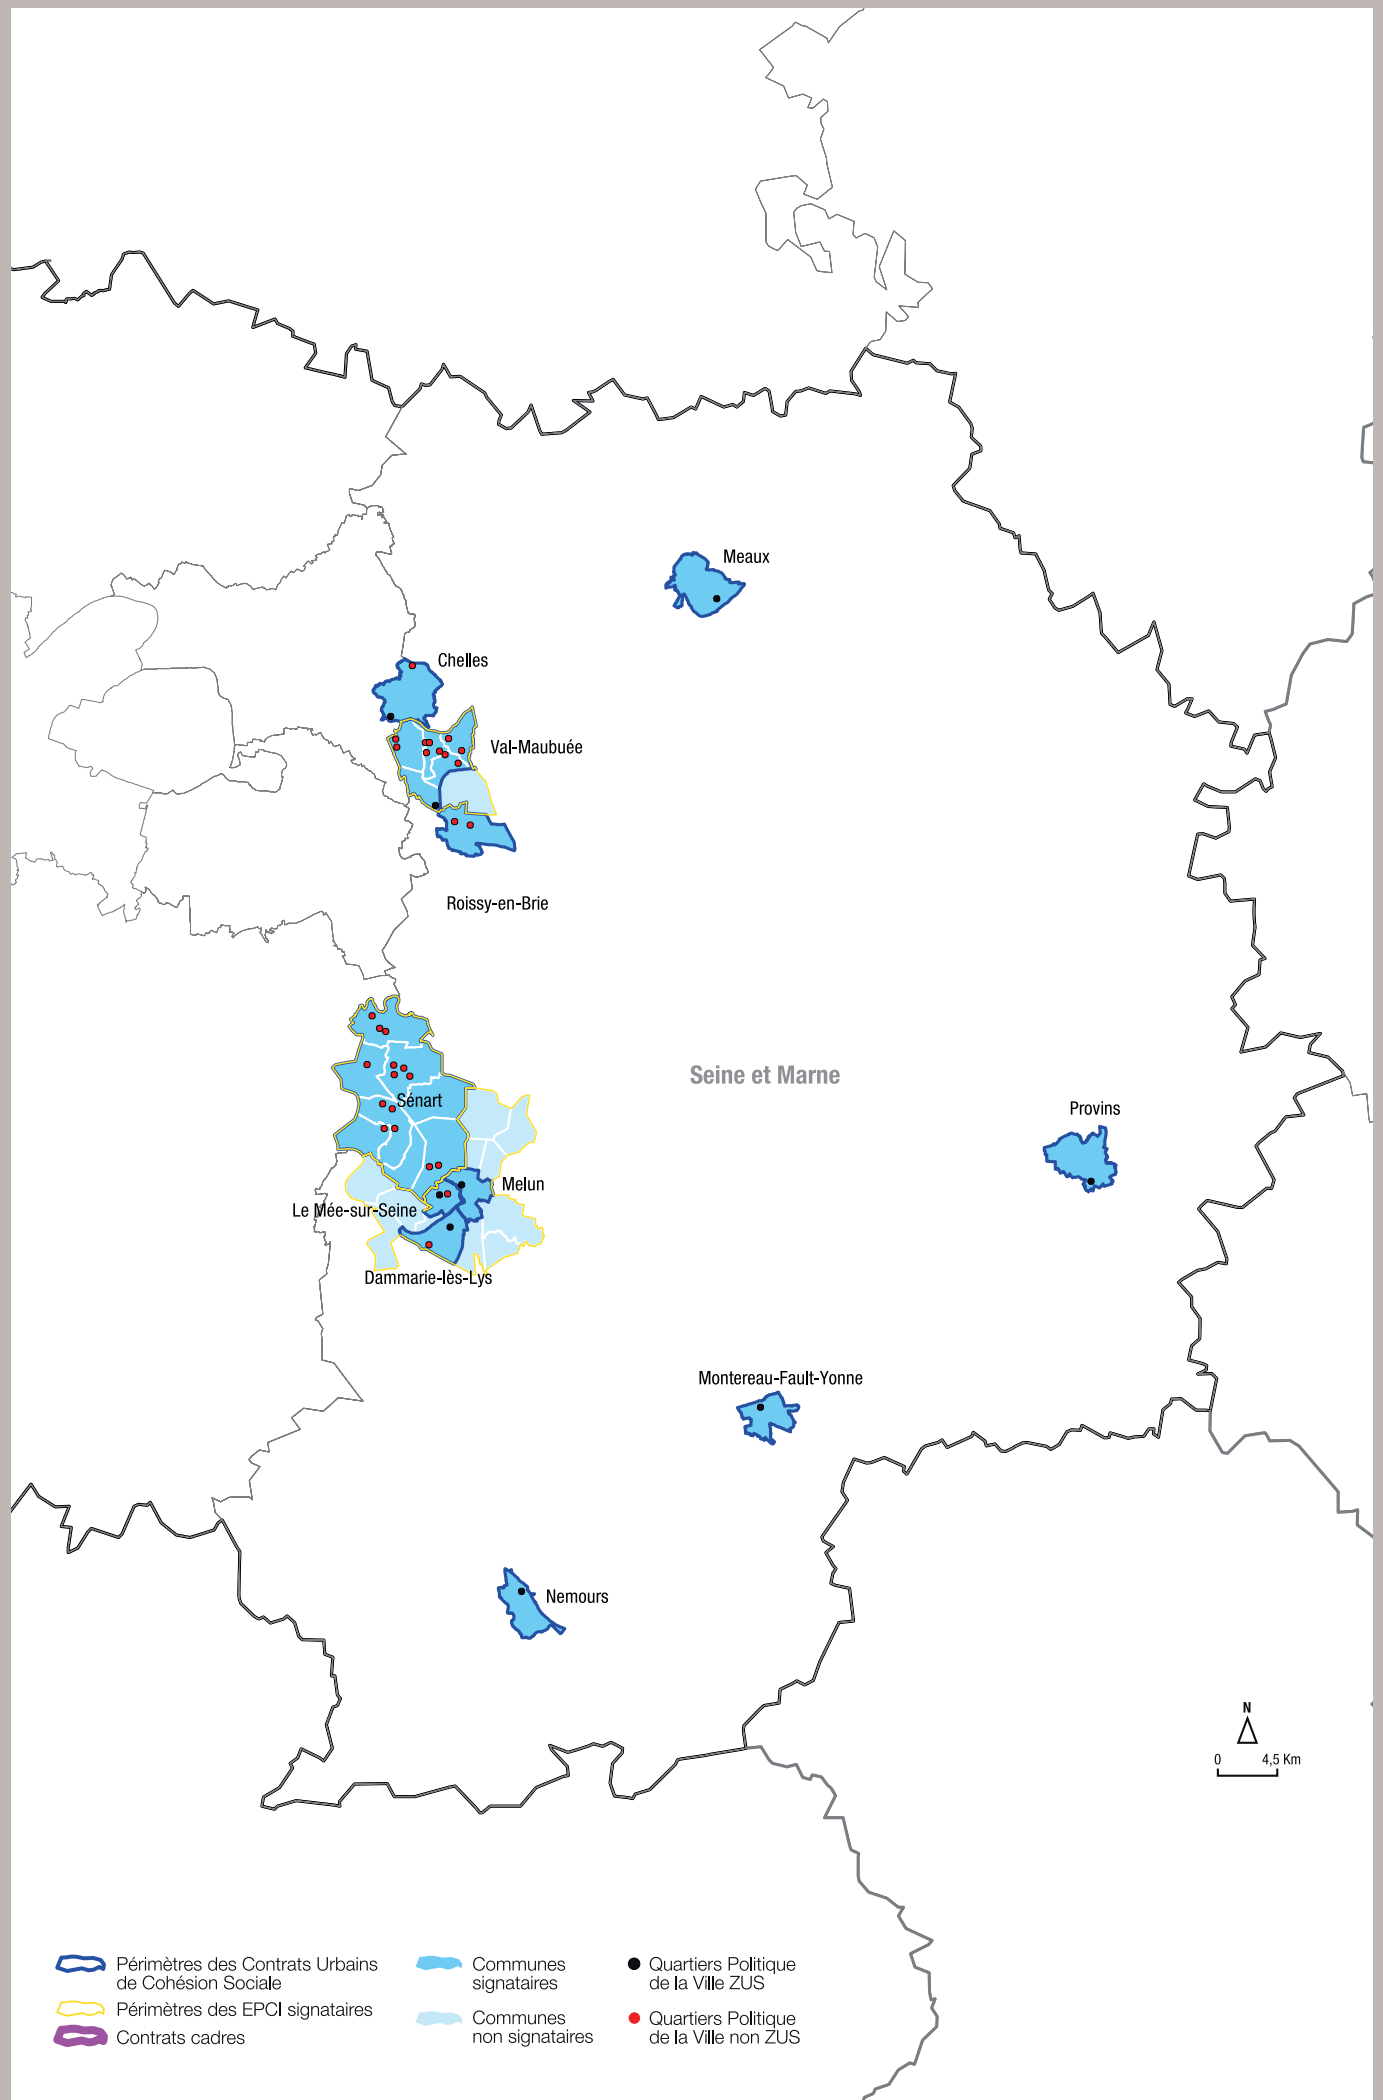 Meaux
Chelles
Val-Maubuée
Roissy-en-Brie
Seine et Marne
Sénart
Provins
Melun
Le Mée-sur-Seine
Dammarie-lès-Lys
Montereau-Fault-Yonne
Nemours
N
0 4,5 Km
Périmètres des Contrats Urbains
de Cohésion Sociale
Périmètres des EPCI signataires
Contrats cadres
Communes
signataires
Communes
non signataires
Quartiers Politique
de la Ville ZUS
Quartiers Politique
de la Ville non ZUS